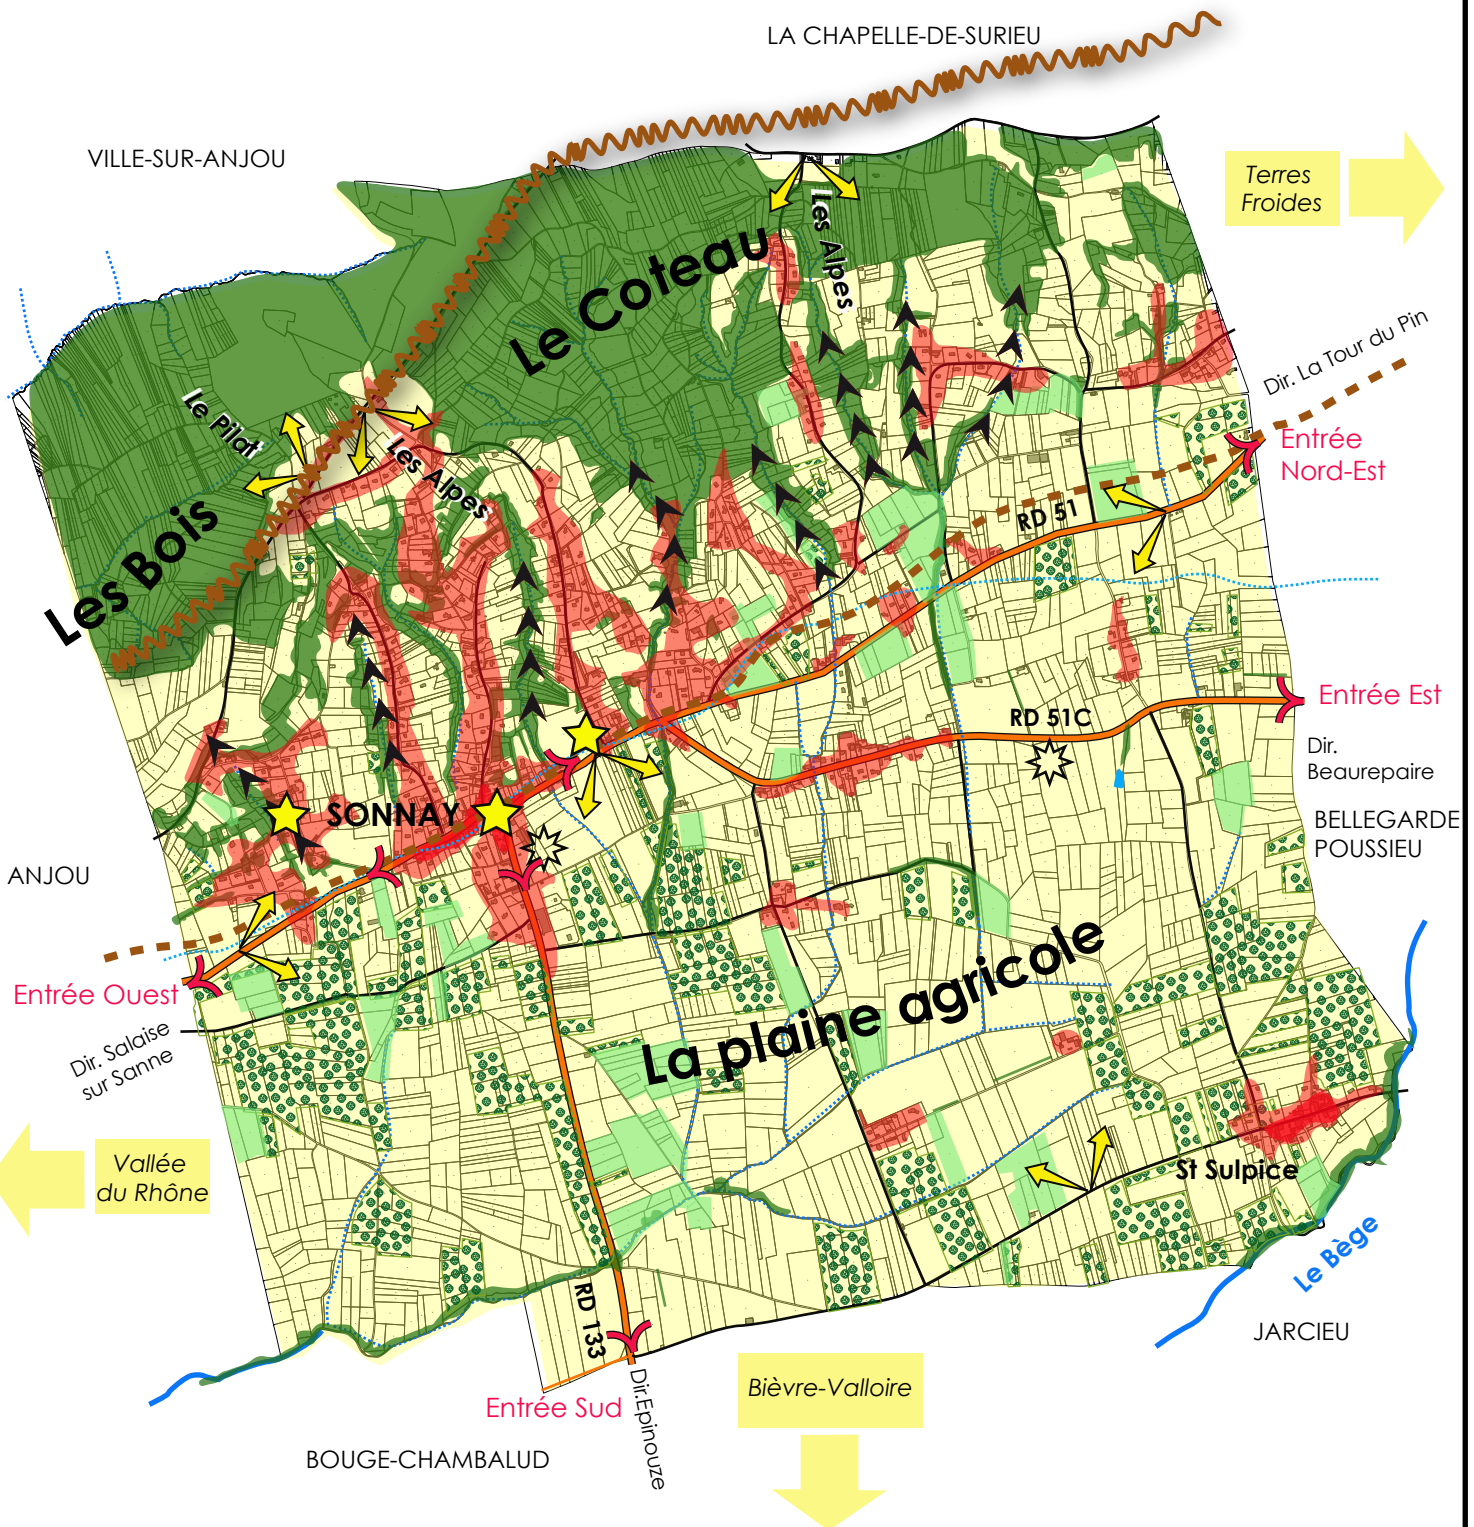 LA CHAPELLE-DE-SURIEU
VILLE-SUR-ANJOU
Terres
Froides
Les Alpes
Le Coteau
Dir. La Tour du Pin
Le Pilat
Les Alpes
Entrée
Nord-Est
Les Bois
RD 51
Entrée Est
RD 51C
Dir.
Beaurepaire
SONNAY
BELLEGARDE
POUSSIEU
ANJOU
La plaine agricole
Entrée Ouest
Dir. Salaise
sur Sanne
Vallée
du Rhône
St Sulpice
Le Bège
RD 133
JARCIEU
Bièvre-Valloire
Entrée Sud
Dir.Epinouze
BOUGE-CHAMBALUD